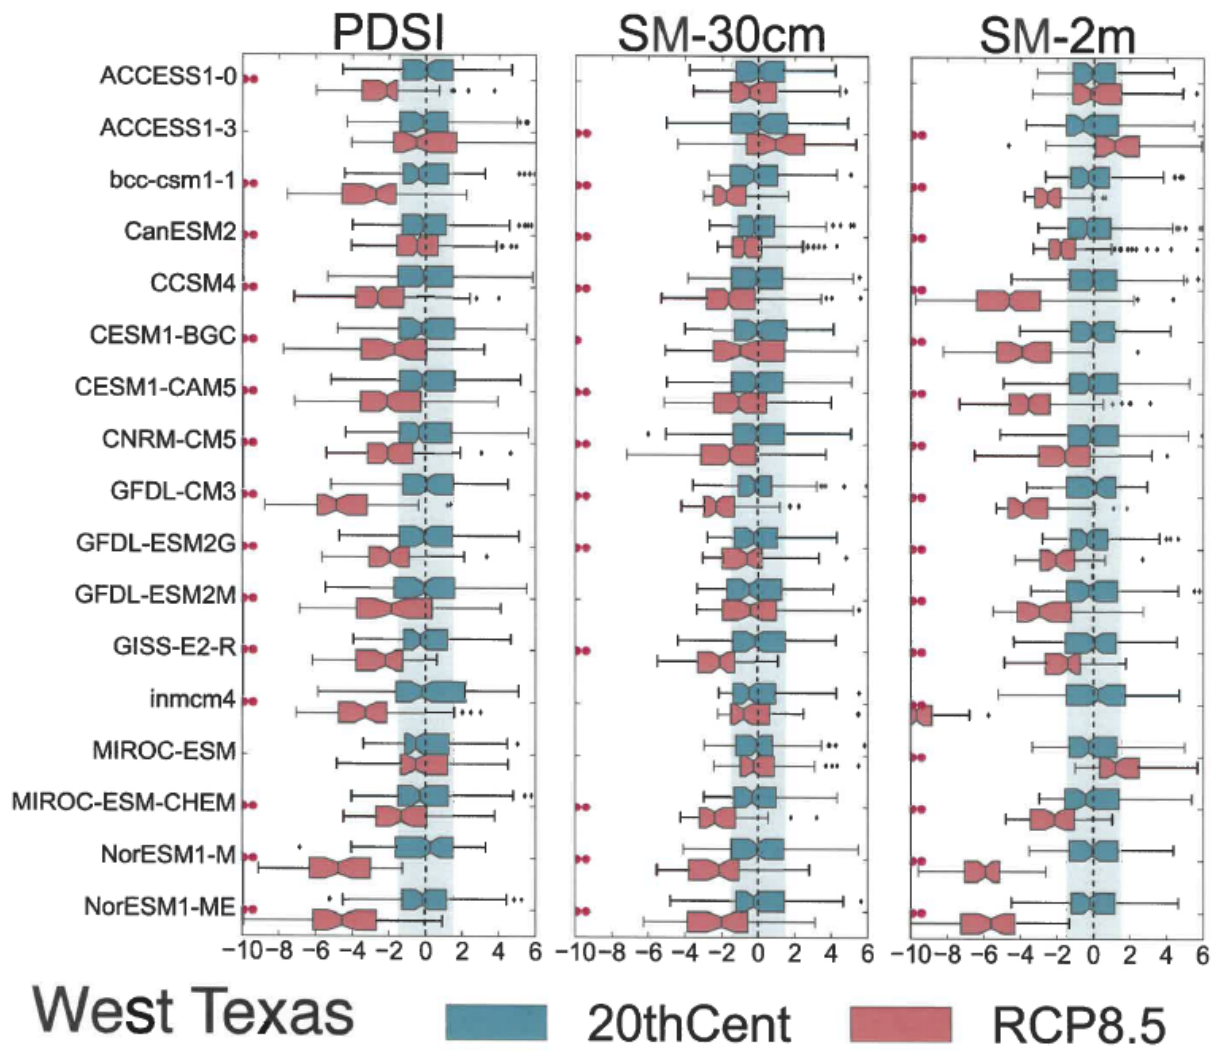 PDSI SM-30cm SM-2m
ACCESS1-0
ACCESS1-3
bcc-csm1-1
CanESM2
CCSM4
CESM1-BGC
CESM1-CAM5
CNRM-CM5
GFDL-CM3
GFDL-ESM2G
GFDL-ESM2M
GISS-E2-R
inmcm4
MIROC-ESM
MIROC-ESM-CHEM
NorESM1-M
NorESM1-ME
−10 −8 −6 −4 −2 0 2 4 6 −10 −8 −6 −4 −2 0 2 4 6 −10 −8 −6 −4 −2 0 2 4 6
West Texas 20thCent RCP8.5